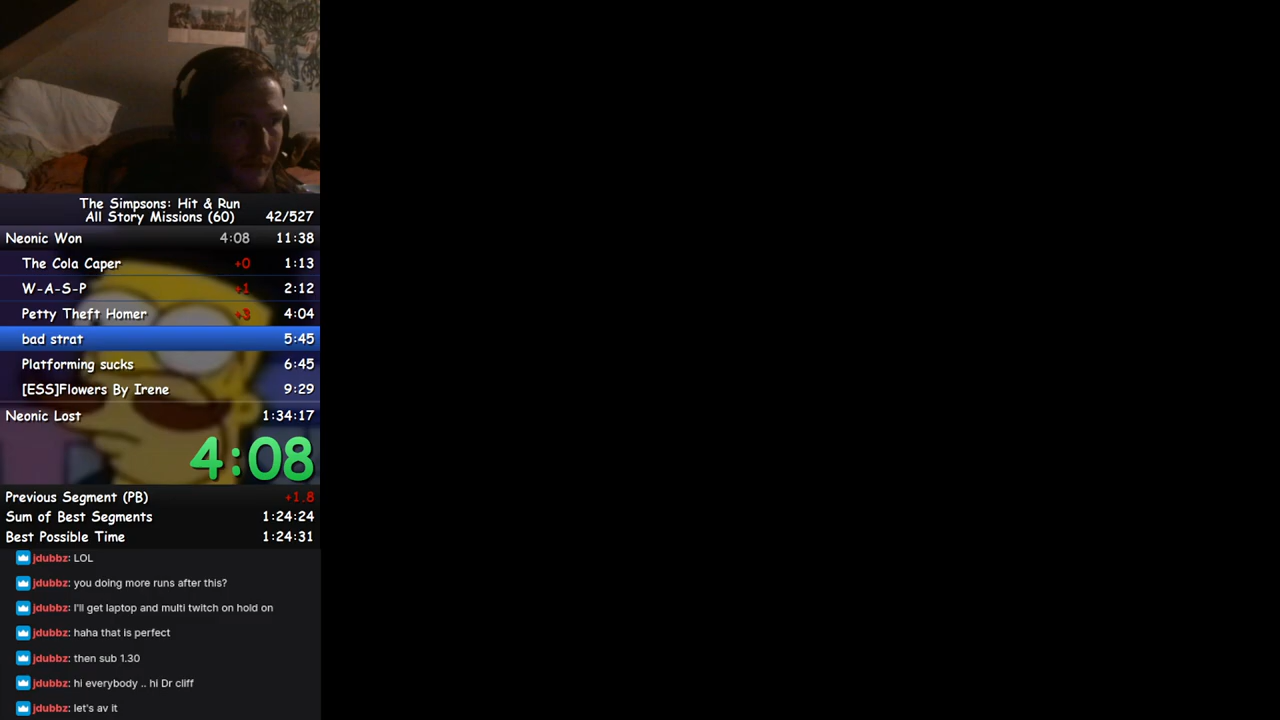 The Simpsons: Hit & Run
All Story Missions (60) 42/527
Neonic Won 4:08 11:38
The Cola Caper +0 1:13
W-A-S-P +1 2:12
Petty Theft Homer +3 4:04
bad strat 5:45
Platforming sucks 6:45
[ESS]Flowers By Irene 9:29
Neonic Lost 1:34:17
4:08
Previous Segment (PB) +1.8
Sum of Best Segments 1:24:24
Best Possible Time 1:24:31
jdubbz: LOL
jdubbz: you doing more runs after this?
jdubbz: I'll get laptop and multi twitch on hold on
jdubbz: haha that is perfect
jdubbz: then sub 1.30
jdubbz: hi everybody .. hi Dr cliff
jdubbz: let's av it